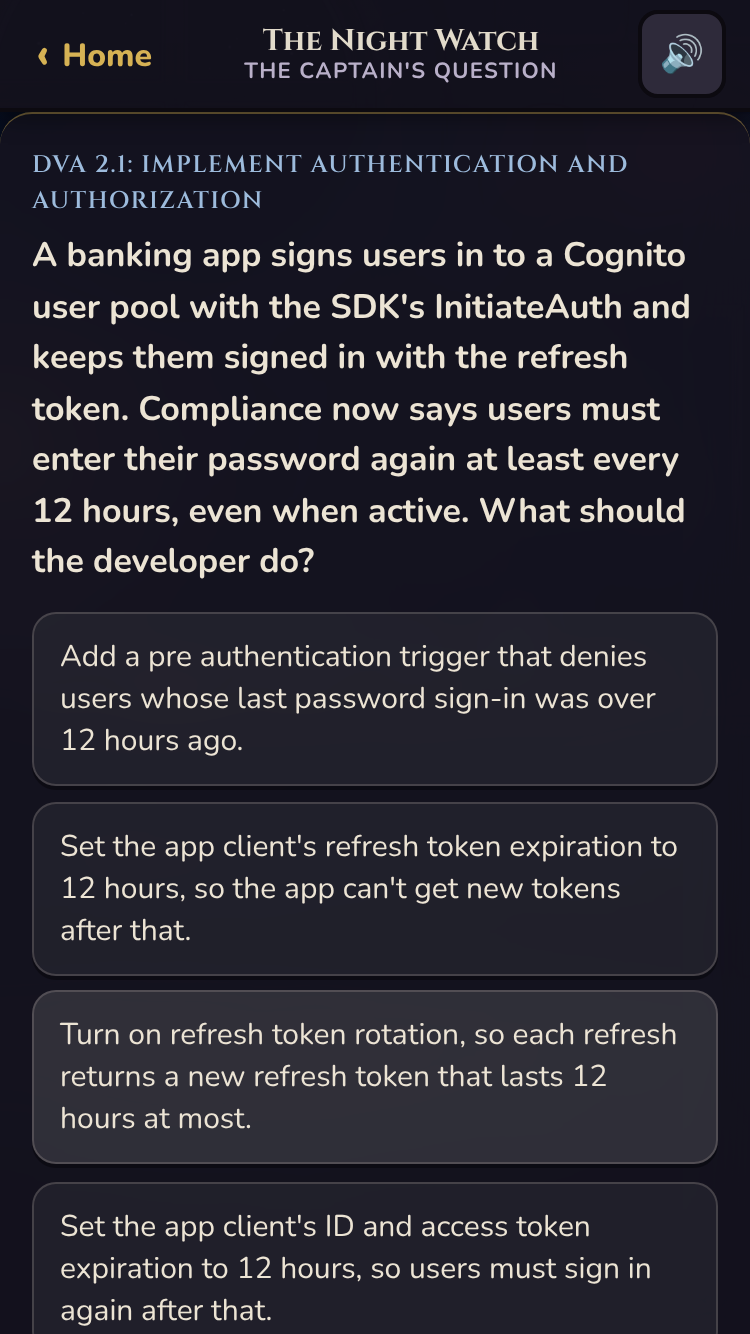 ‹ Home
The Night Watch
THE CAPTAIN'S QUESTION
DVA 2.1: IMPLEMENT AUTHENTICATION AND
AUTHORIZATION
A banking app signs users in to a Cognito
user pool with the SDK's InitiateAuth and
keeps them signed in with the refresh
token. Compliance now says users must
enter their password again at least every
12 hours, even when active. What should
the developer do?
Add a pre authentication trigger that denies
users whose last password sign-in was over
12 hours ago.
Set the app client's refresh token expiration to
12 hours, so the app can't get new tokens
after that.
Turn on refresh token rotation, so each refresh
returns a new refresh token that lasts 12
hours at most.
Set the app client's ID and access token
expiration to 12 hours, so users must sign in
again after that.